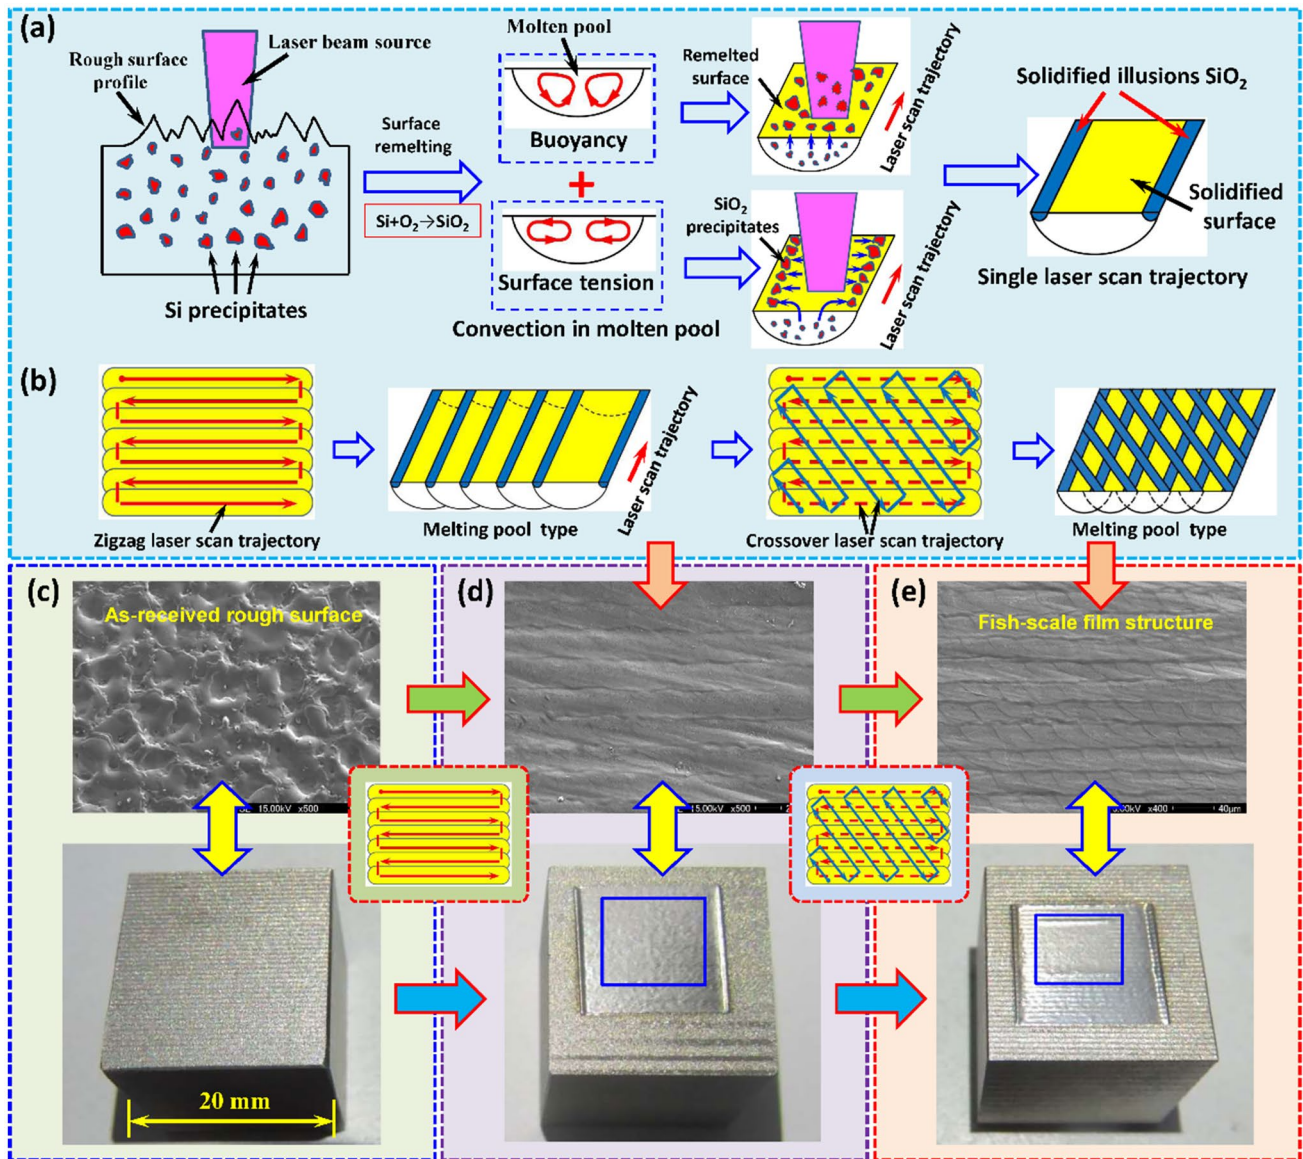 (a)
Rough surface
profile
Laser beam source
Si precipitates
Surface
remelting
Si+O₂→SiO₂
Molten pool
Buoyancy
+
Surface tension
Convection in molten pool
Remelted
surface
Laser scan trajectory
SiO₂
precipitates
Laser scan trajectory
Solidified illusions SiO₂
Solidified
surface
Single laser scan trajectory
(b)
Zigzag laser scan trajectory
Melting pool type
Laser scan trajectory
Crossover laser scan trajectory
Melting pool type
(c)
As-received rough surface
15.00kV x500
20 mm
(d)
15.00kV x500
(e)
Fish-scale film structure
x400 40μm